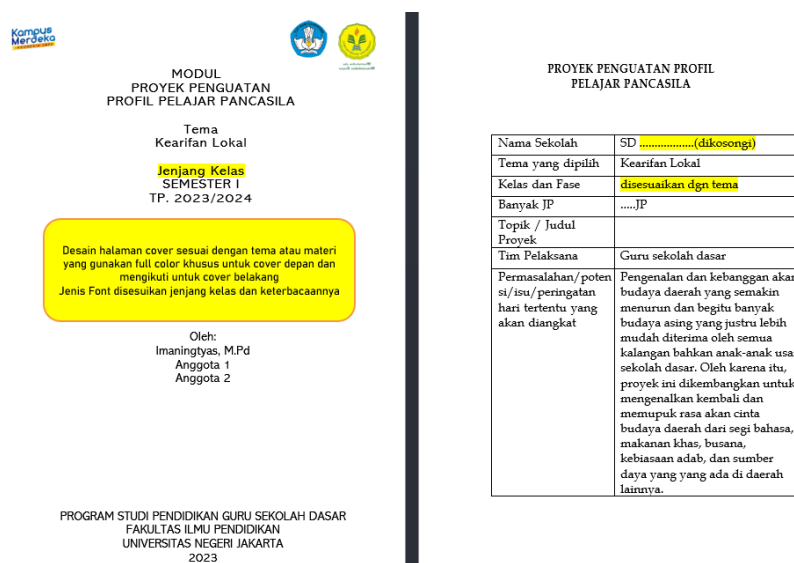 Kampus
Merdeka
MODUL
PROYEK PENGUATAN
PROFIL PELAJAR PANCASILA
Tema
Kearifan Lokal
Jenjang Kelas
SEMESTER I
TP. 2023/2024
Desain halaman cover sesuai dengan tema atau materi
yang gunakan full color khusus untuk cover depan dan
mengikuti untuk cover belakang
Jenis Font disesuikan jenjang kelas dan keterbacaannya
Oleh:
Imaningtyas, M.Pd
Anggota 1
Anggota 2
PROGRAM STUDI PENDIDIKAN GURU SEKOLAH DASAR
FAKULTAS ILMU PENDIDIKAN
UNIVERSITAS NEGERI JAKARTA
2023
PROYEK PENGUATAN PROFIL
PELAJAR PANCASILA
Nama Sekolah SD ..................(dikosongi)
Tema yang dipilih Kearifan Lokal
Kelas dan Fase disesuaikan dgn tema
Banyak JP .....JP
Topik / Judul
Proyek
Tim Pelaksana Guru sekolah dasar
Permasalahan/poten Pengenalan dan kebanggan akan
si/isu/peringatan budaya daerah yang semakin
hari tertentu yang menurun dan begitu banyak
akan diangkat budaya asing yang justru lebih
mudah diterima oleh semua
kalangan bahkan anak-anak usa
sekolah dasar. Oleh karena itu,
proyek ini dikembangkan untuk
mengenalkan kembali dan
memupuk rasa akan cinta
budaya daerah dari segi bahasa,
makanan khas, busana,
kebiasaan adab, dan sumber
daya yang yang ada di daerah
lainnya.